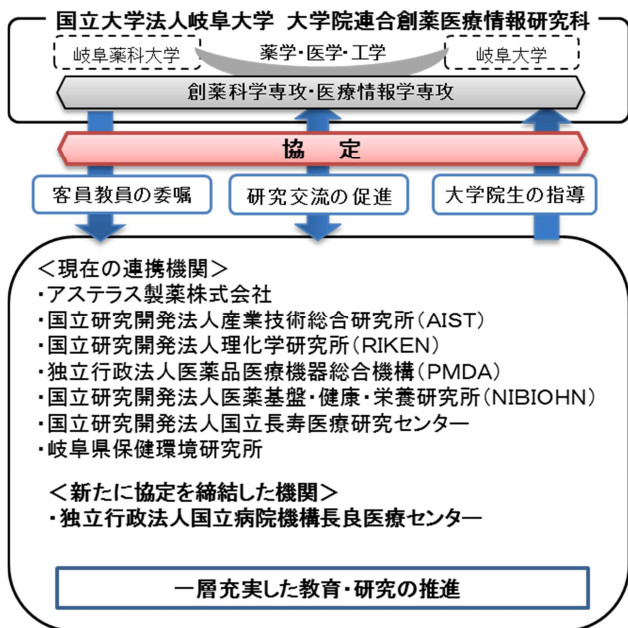 国立大学法人岐阜大学 大学院連合創薬医療情報研究科
岐阜薬科大学
薬学・医学・工学
岐阜大学
創薬科学専攻・医療情報学専攻
協 定
客員教員の委嘱
研究交流の促進
大学院生の指導
＜現在の連携機関＞
・アステラス製薬株式会社
・国立研究開発法人産業技術総合研究所（AIST）
・国立研究開発法人理化学研究所（RIKEN）
・独立行政法人医薬品医療機器総合機構（PMDA）
・国立研究開発法人医薬基盤・健康・栄養研究所（NIBIOHN）
・国立研究開発法人国立長寿医療研究センター
・岐阜県保健環境研究所
＜新たに協定を締結した機関＞
・独立行政法人国立病院機構長良医療センター
一層充実した教育・研究の推進